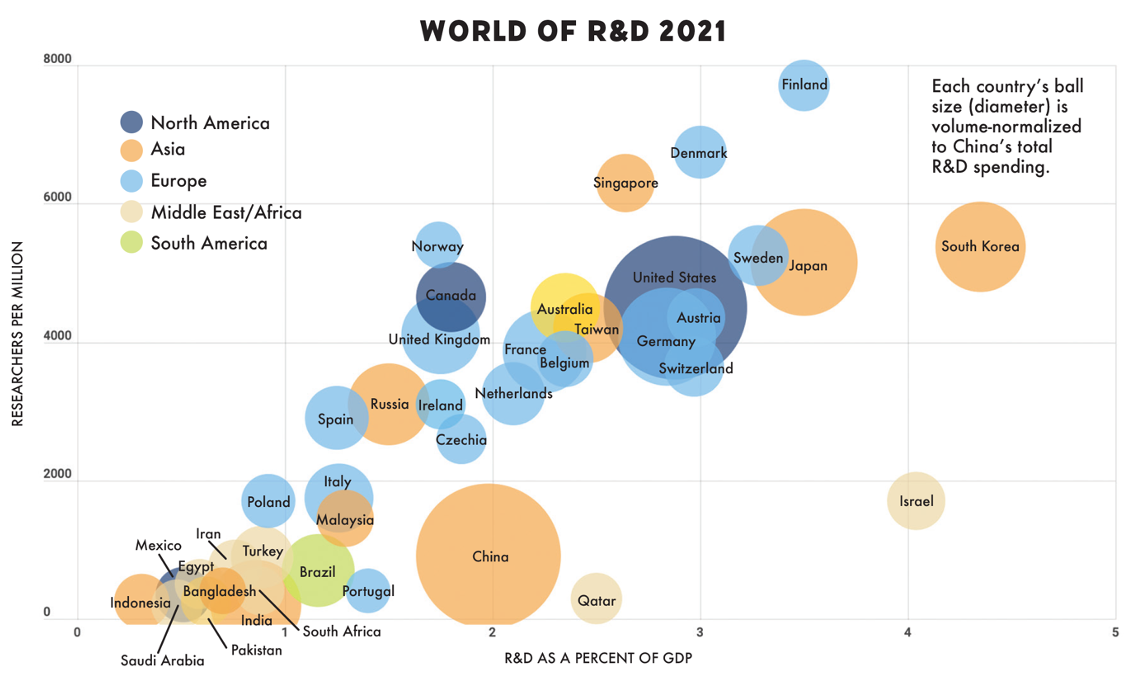 WORLD OF R&D 2021
8000
6000
4000
2000
0
RESEARCHERS PER MILLION
North America
Asia
Europe
Middle East/Africa
South America
Each country's ball
size (diameter) is
volume-normalized
to China's total
R&D spending.
Finland
Denmark
Singapore
Norway
South Korea
Sweden
Japan
United States
Canada
Australia
Austria
Taiwan
United Kingdom
Germany
France
Belgium
Switzerland
Netherlands
Russia
Ireland
Spain
Czechia
Italy
Poland
Israel
Malaysia
Iran
Mexico
Turkey
China
Egypt
Brazil
Bangladesh
Portugal
Indonesia
Qatar
India
South Africa
Pakistan
Saudi Arabia
0
1
2
3
4
5
R&D AS A PERCENT OF GDP